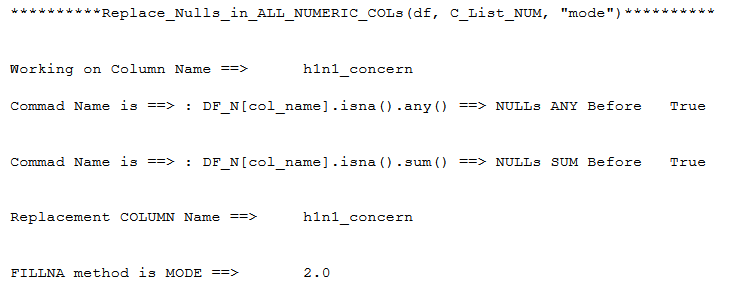 **********Replace_Nulls_in_ALL_NUMERIC_COLs(df, C_List_NUM, "mode")**********
Working on Column Name ==>      h1n1_concern
Commad Name is ==> : DF_N[col_name].isna().any() ==> NULLs ANY Before   True
Commad Name is ==> : DF_N[col_name].isna().sum() ==> NULLs SUM Before   True
Replacement COLUMN Name ==>     h1n1_concern
FILLNA method is MODE ==>       2.0